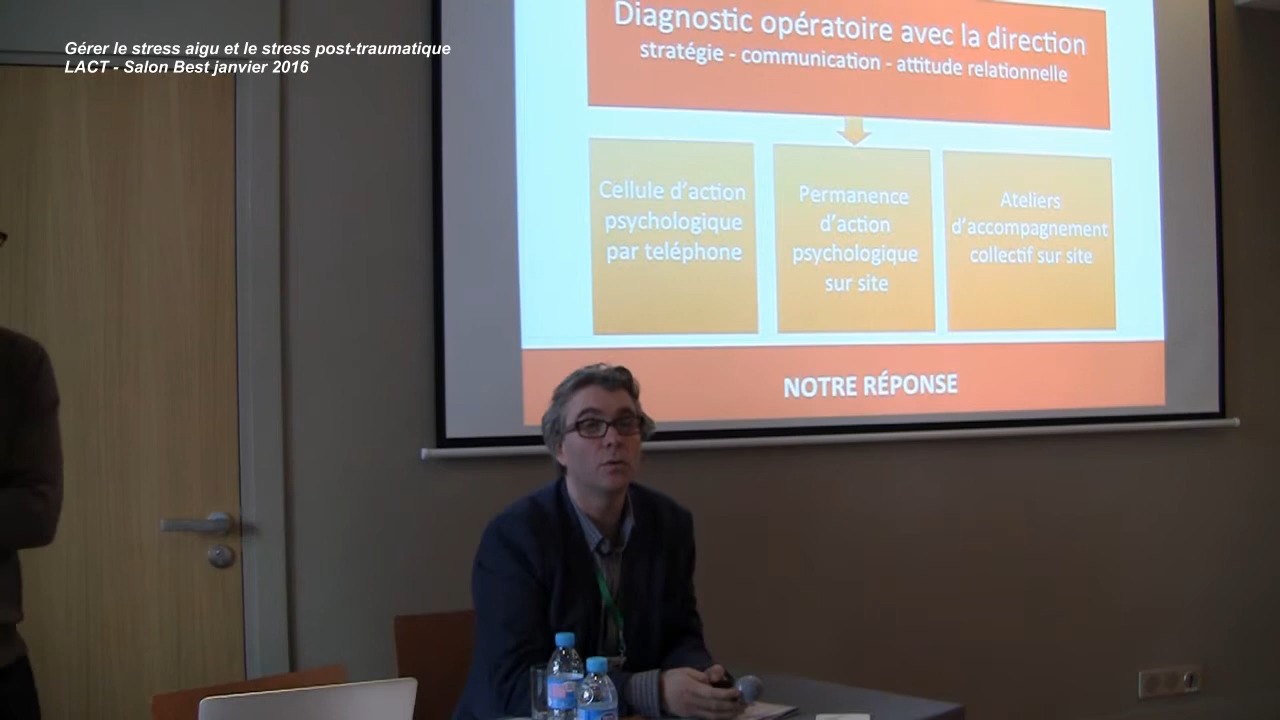 Gérer le stress aigu et le stress post-traumatique
LACT - Salon Best janvier 2016
Diagnostic opératoire avec la direction
stratégie - communication - attitude relationnelle
Cellule d'action
psychologique
par teléphone
Permanence
d'action
psychologique
sur site
Ateliers
d'accompagnement
collectif sur site
NOTRE RÉPONSE